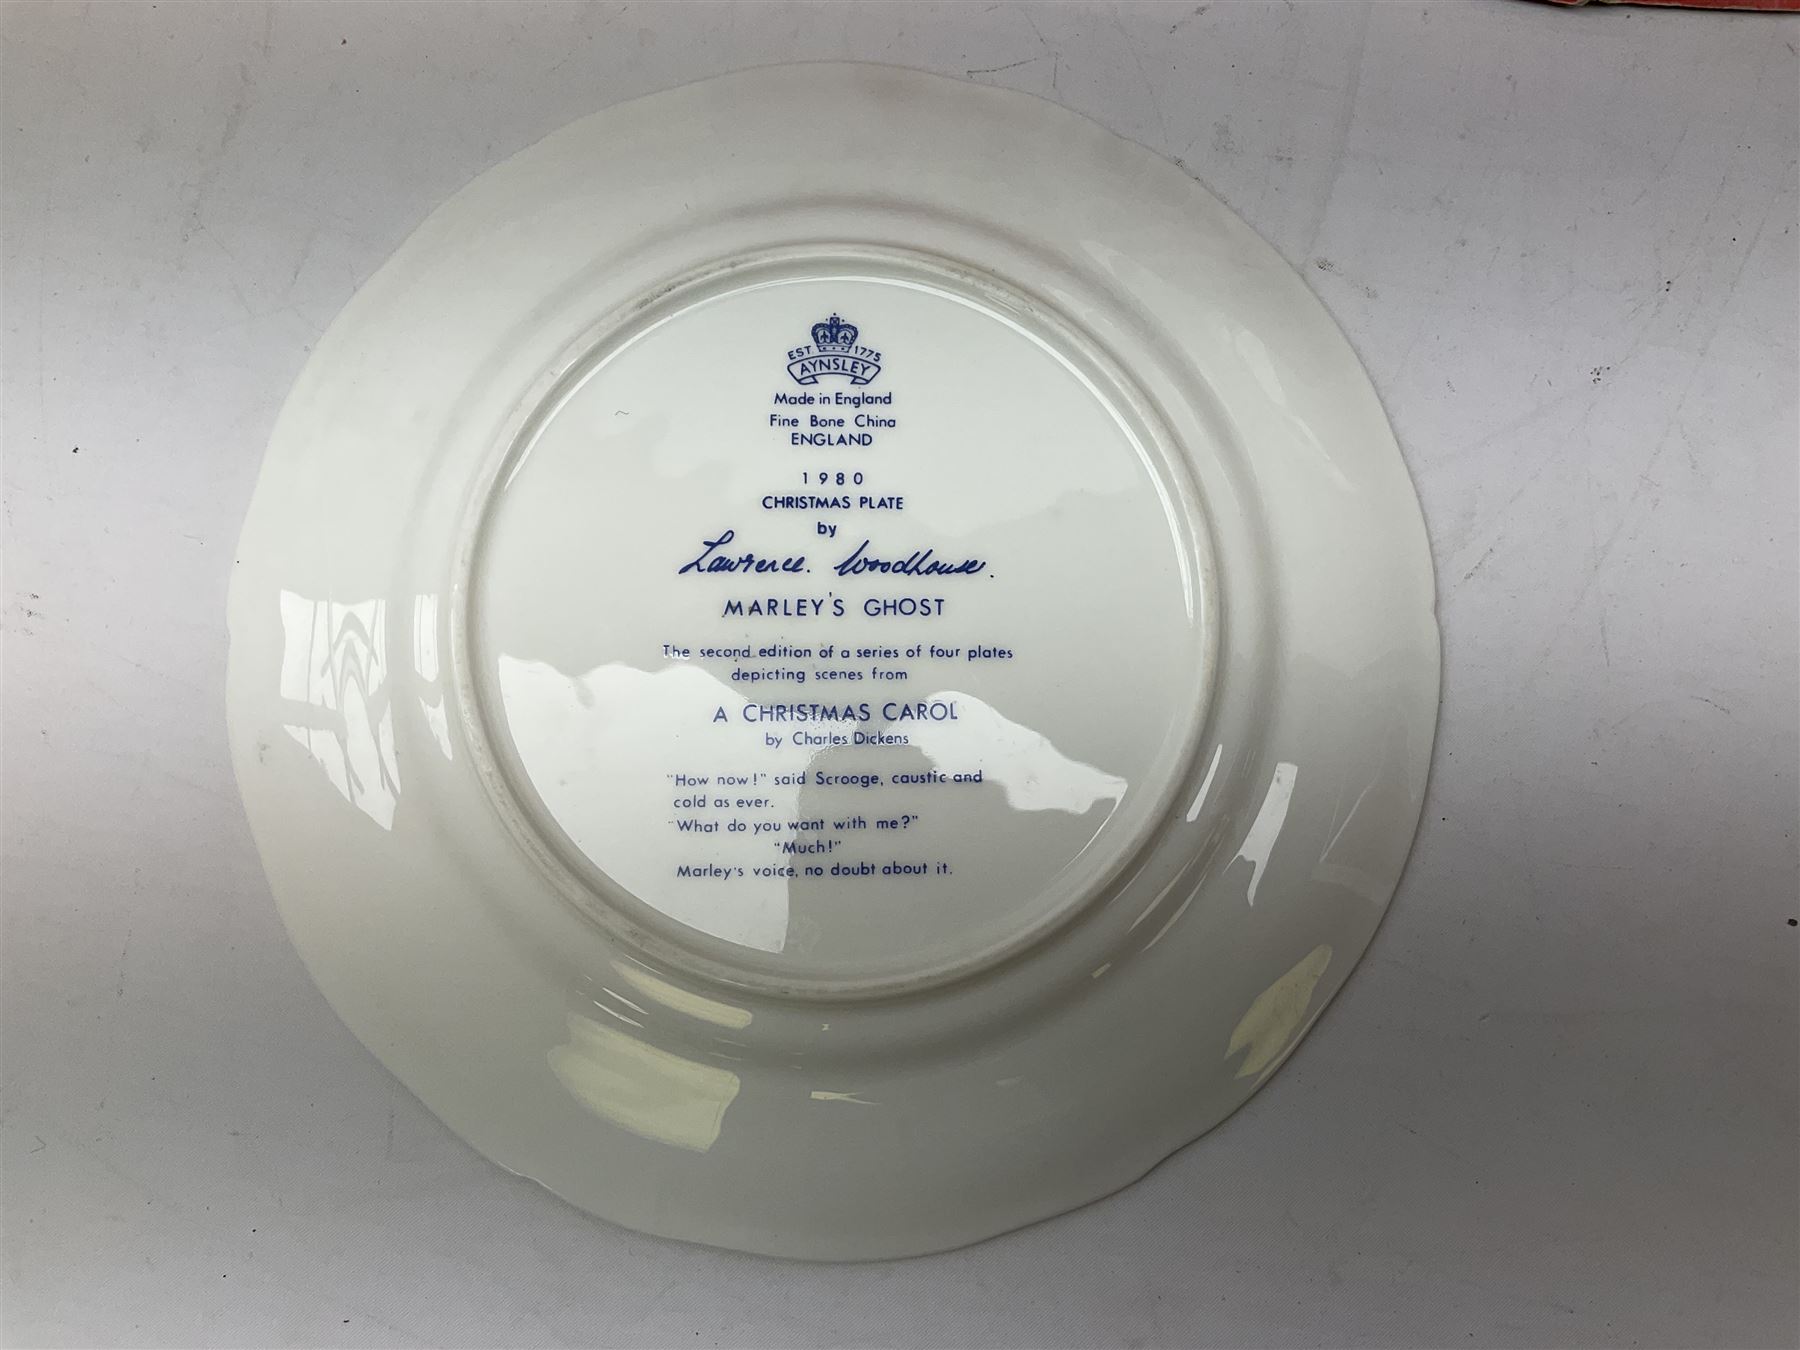 EST. 1775
AYNSLEY
Made in England
Fine Bone China
ENGLAND
1980
CHRISTMAS PLATE
by
Lawrence. Woodhouse.
MARLEY'S GHOST
The second edition of a series of four plates
depicting scenes from
A CHRISTMAS CAROL
by Charles Dickens
"How now!" said Scrooge, caustic and
cold as ever.
"What do you want with me?"
"Much!"
Marley's voice, no doubt about it.